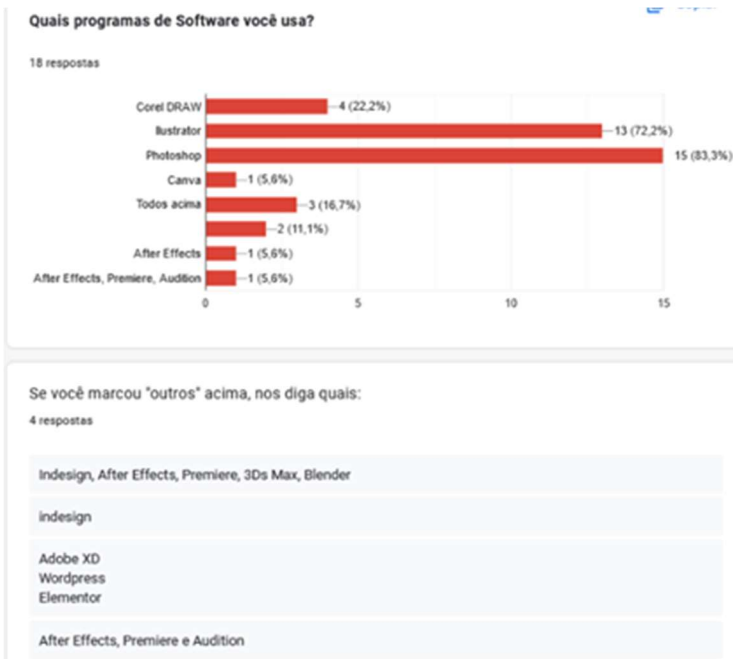 Quais programas de Software você usa?
18 respostas
Corel DRAW 4 (22,2%)
Ilustrator 13 (72,2%)
Photoshop 15 (83,3%)
Canva 1 (5,6%)
Todos acima 3 (16,7%)
2 (11,1%)
After Effects 1 (5,6%)
After Effects, Premiere, Audition 1 (5,6%)
0 5 10 15
Se você marcou "outros" acima, nos diga quais:
4 respostas
Indesign, After Effects, Premiere, 3Ds Max, Blender
indesign
Adobe XD
Wordpress
Elementor
After Effects, Premiere e Audition